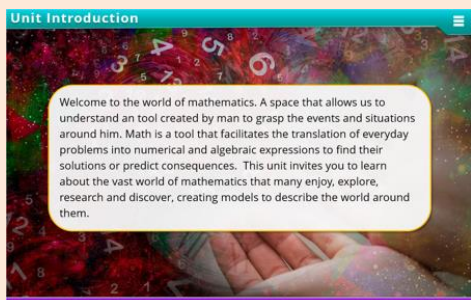 Unit Introduction
Welcome to the world of mathematics. A space that allows us to
understand an tool created by man to grasp the events and situations
around him. Math is a tool that facilitates the translation of everyday
problems into numerical and algebraic expressions to find their
solutions or predict consequences. This unit invites you to learn
about the vast world of mathematics that many enjoy, explore,
research and discover, creating models to describe the world around
them.